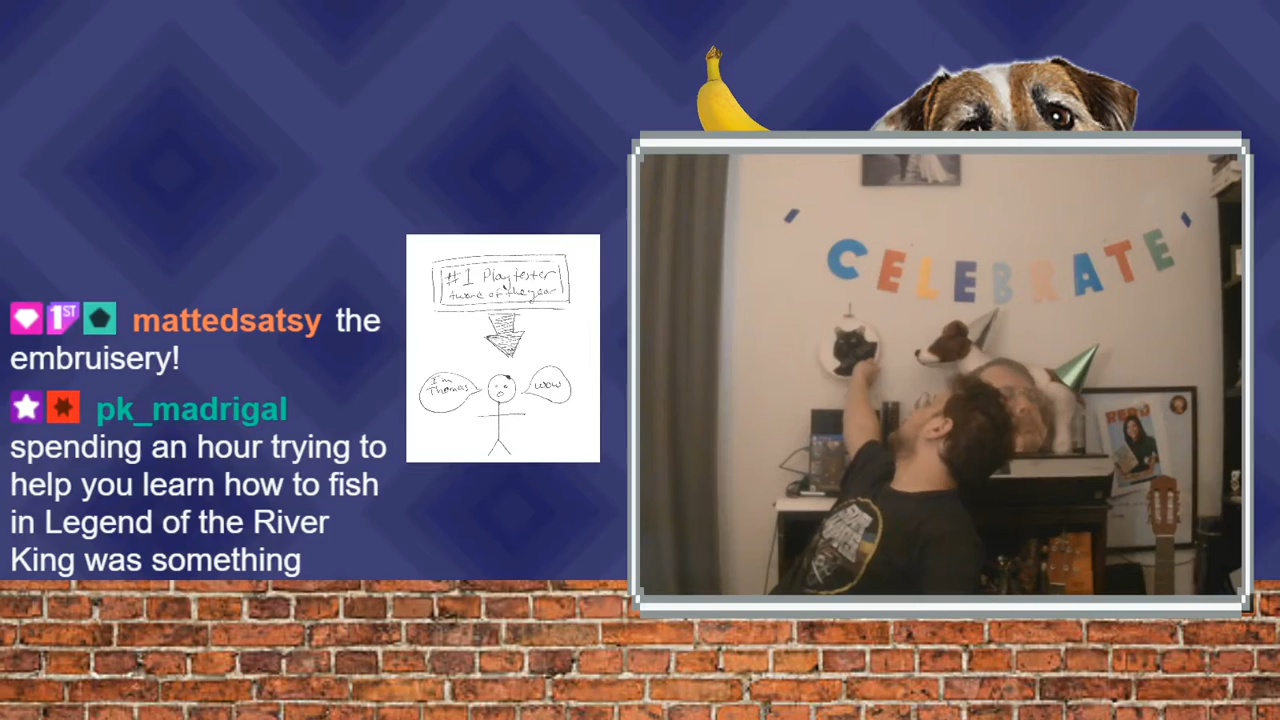 mattedsatsy the
embruisery!
pk_madrigal
spending an hour trying to
help you learn how to fish
in Legend of the River
King was something
1ST
#1 Playtester
of the year
I'm
Thomas
wow
CELEBRATE